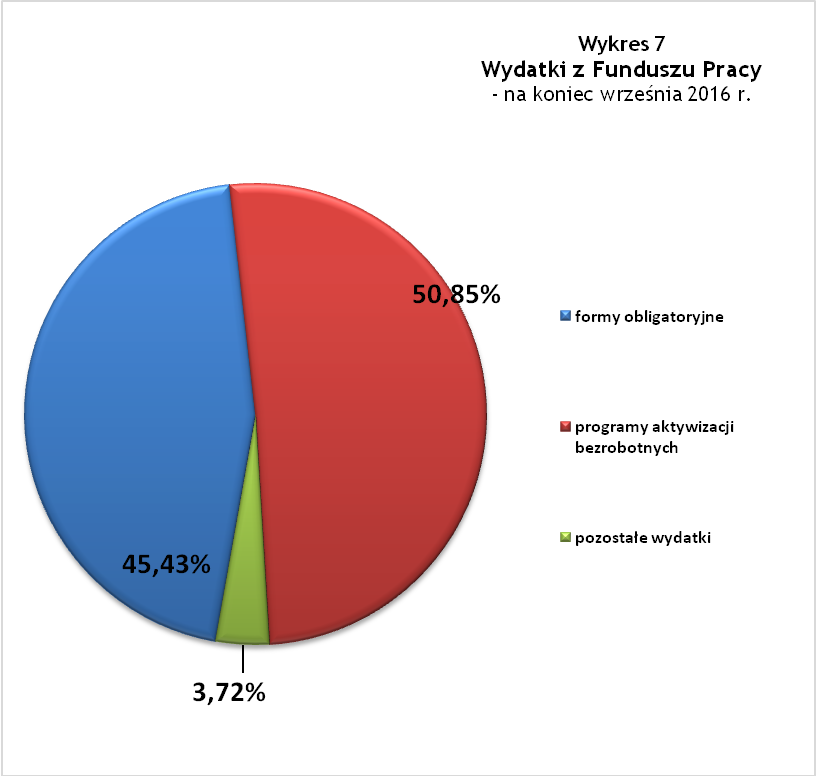 Wykres 7
Wydatki z Funduszu Pracy
- na koniec września 2016 r.
50,85%
formy obligatoryjne
programy aktywizacji
bezrobotnych
pozostałe wydatki
45,43%
3,72%